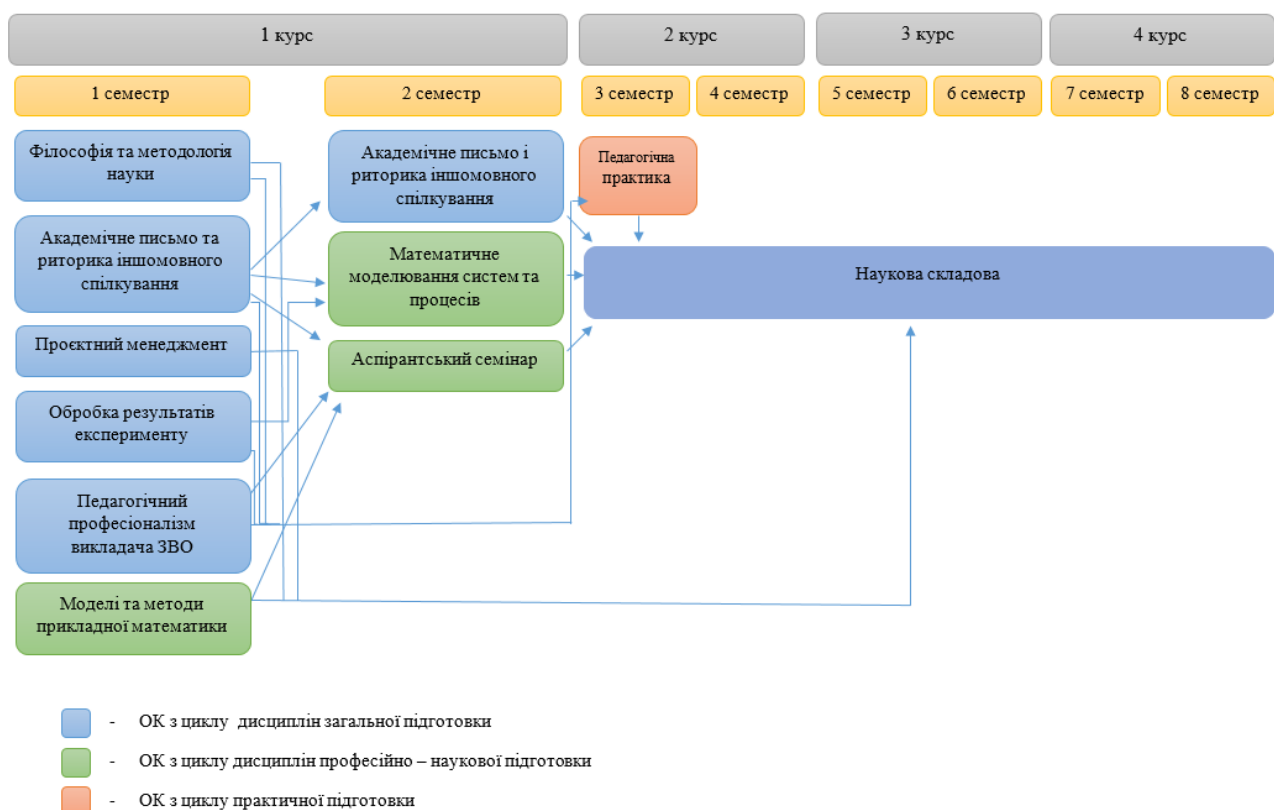 1 курс
2 курс
3 курс
4 курс
1 семестр
2 семестр
3 семестр
4 семестр
5 семестр
6 семестр
7 семестр
8 семестр
Філософія та методологія
науки
Академічне письмо та
риторика іншомовного
спілкування
Проєктний менеджмент
Обробка результатів
експерименту
Педагогічний
професіоналізм
викладача ЗВО
Моделі та методи
прикладної математики
Академічне письмо і
риторика іншомовного
спілкування
Математичне
моделювання систем та
процесів
Аспірантський семінар
Педагогічна
практика
Наукова складова
- ОК з циклу дисциплін загальної підготовки
- ОК з циклу дисциплін професійно – наукової підготовки
- ОК з циклу практичної підготовки